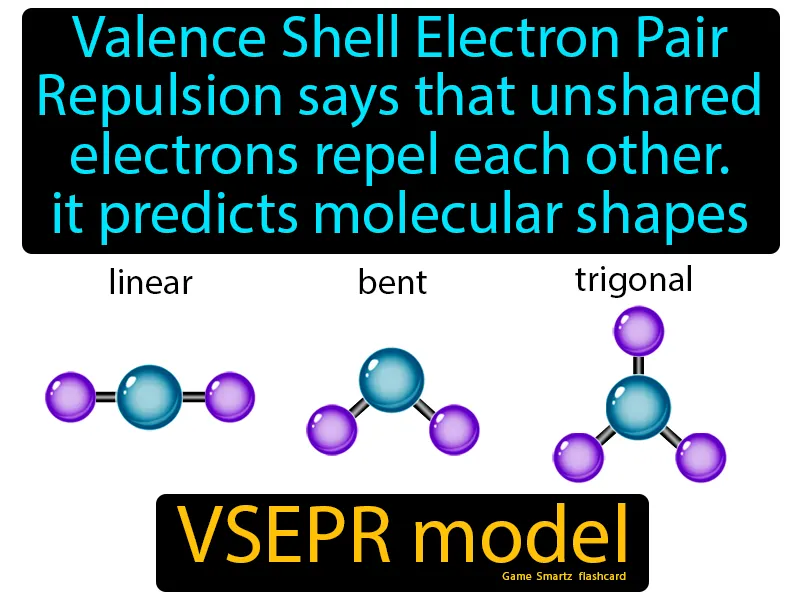 Valence Shell Electron Pair
Repulsion says that unshared
electrons repel each other.
it predicts molecular shapes
linear
bent
trigonal
VSEPR model
Game Smartz flashcard